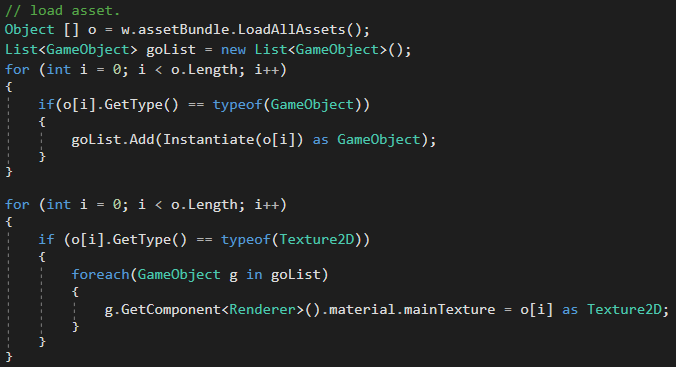 // load asset.
Object [] o = w.assetBundle.LoadAllAssets();
List<GameObject> goList = new List<GameObject>();
for (int i = 0; i < o.Length; i++)
{
    if(o[i].GetType() == typeof(GameObject))
    {
        goList.Add(Instantiate(o[i]) as GameObject);
    }
}

for (int i = 0; i < o.Length; i++)
{
    if (o[i].GetType() == typeof(Texture2D))
    {
        foreach(GameObject g in goList)
        {
            g.GetComponent<Renderer>().material.mainTexture = o[i] as Texture2D;
        }
    }
}